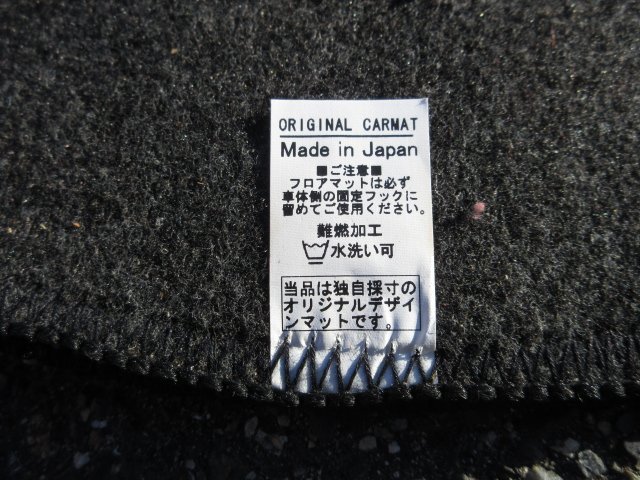 ORIGINAL CARMAT
Made in Japan
■ご注意■
フロアマットは必ず
車体側の固定フックに
留めてご使用ください。
難燃加工
水洗い可
当品は独自採寸の
オリジナルデザイ
ンマットです。